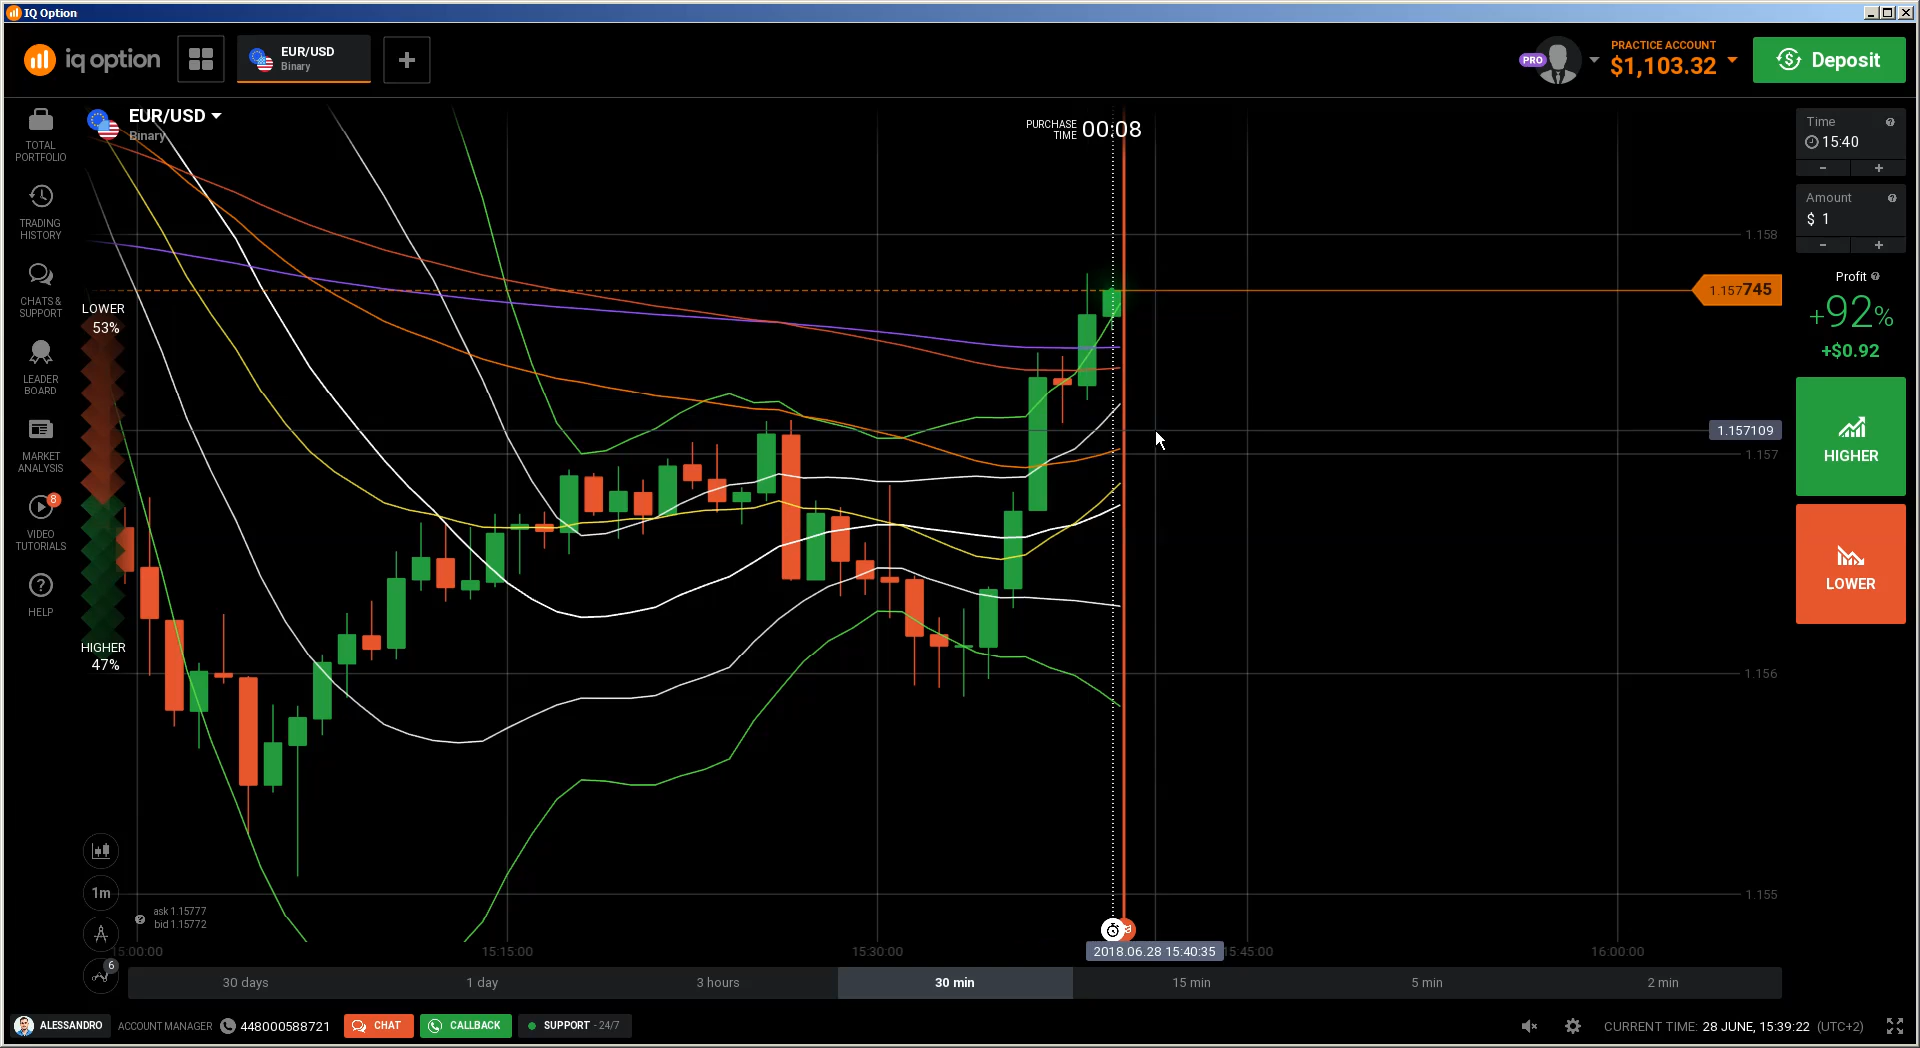 IQ Option
iq option
EUR/USD
Binary
PRO
PRACTICE ACCOUNT
$1,103.32
Deposit
TOTAL
PORTFOLIO
TRADING
HISTORY
CHATS &
SUPPORT
LEADER
BOARD
MARKET
ANALYSIS
8
VIDEO
TUTORIALS
HELP
EUR/USD
Binary
PURCHASE
TIME
00:08
LOWER
53%
HIGHER
47%
1.158
1.157745
1.157109
1.157
1.156
1.155
Time
15:40
-
+
Amount
$ 1
-
+
Profit
+92%
+$0.92
HIGHER
LOWER
1m
6
ask 1.15777
bid 1.15772
15:00:00
15:15:00
15:30:00
2018.06.28 15:40:35
15:45:00
16:00:00
30 days
1 day
3 hours
30 min
15 min
5 min
2 min
ALESSANDRO
ACCOUNT MANAGER
448000588721
CHAT
CALLBACK
SUPPORT - 24/7
CURRENT TIME: 28 JUNE, 15:39:22 (UTC+2)